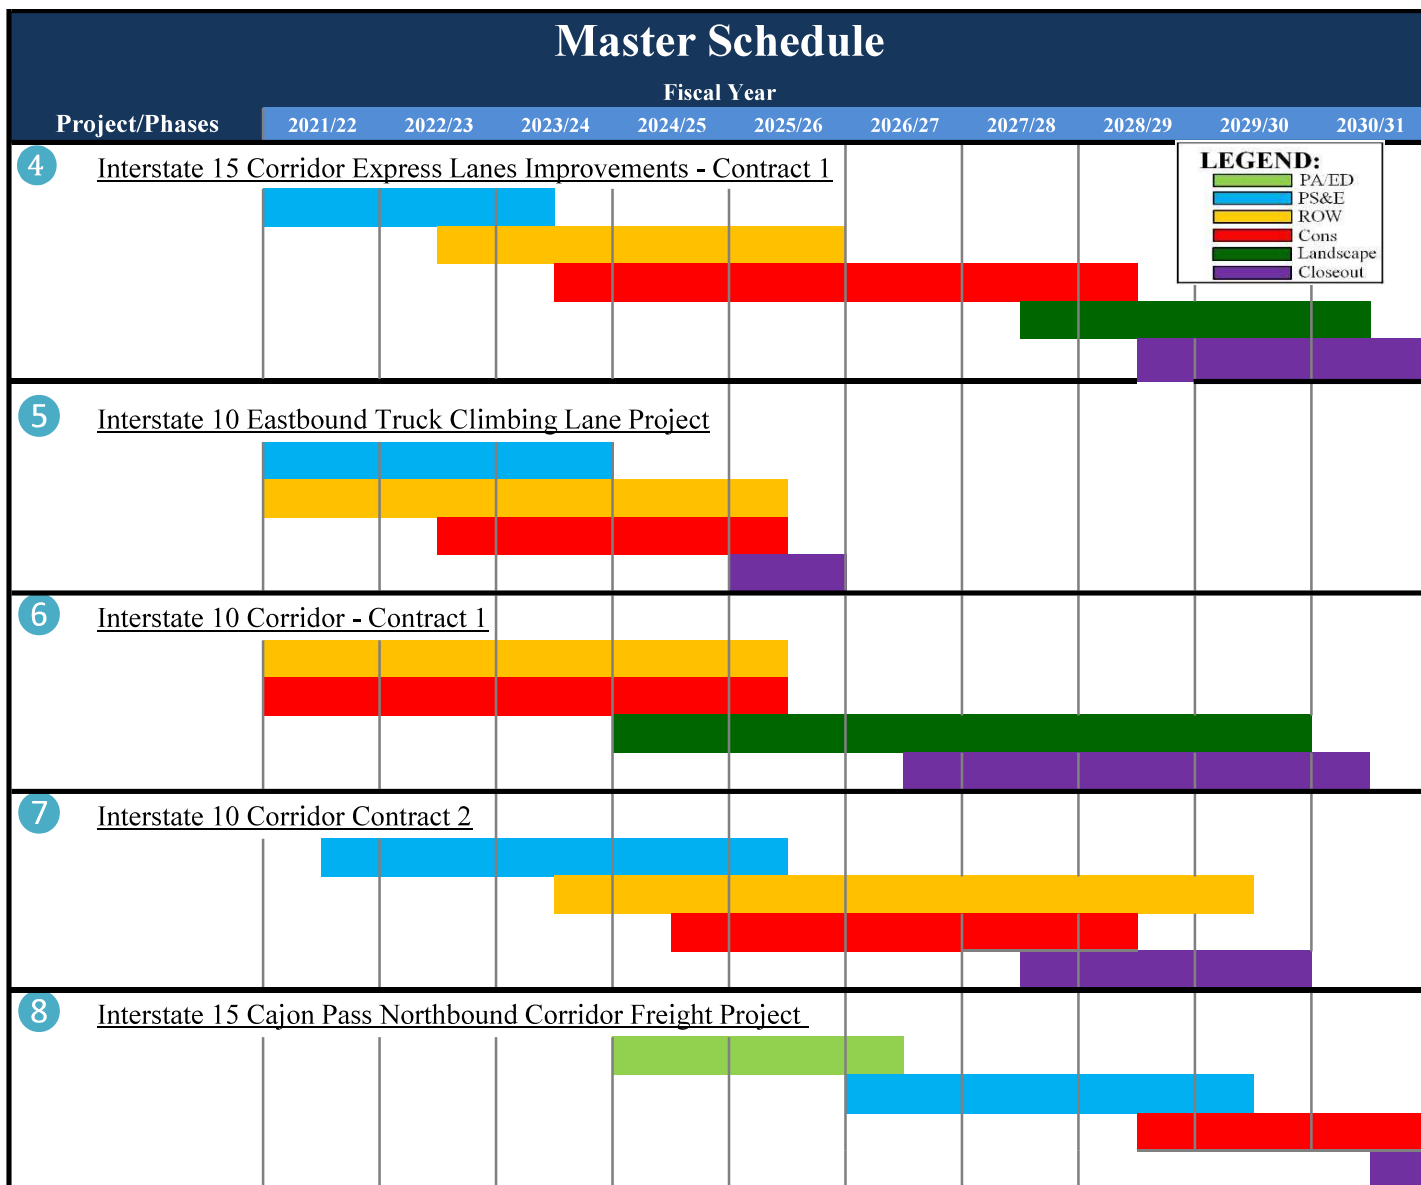 Master Schedule
Fiscal Year
Project/Phases 2021/22 2022/23 2023/24 2024/25 2025/26 2026/27 2027/28 2028/29 2029/30 2030/31
4 Interstate 15 Corridor Express Lanes Improvements - Contract 1
LEGEND:
PA/ED
PS&E
ROW
Cons
Landscape
Closeout
5 Interstate 10 Eastbound Truck Climbing Lane Project
6 Interstate 10 Corridor - Contract 1
7 Interstate 10 Corridor Contract 2
8 Interstate 15 Cajon Pass Northbound Corridor Freight Project